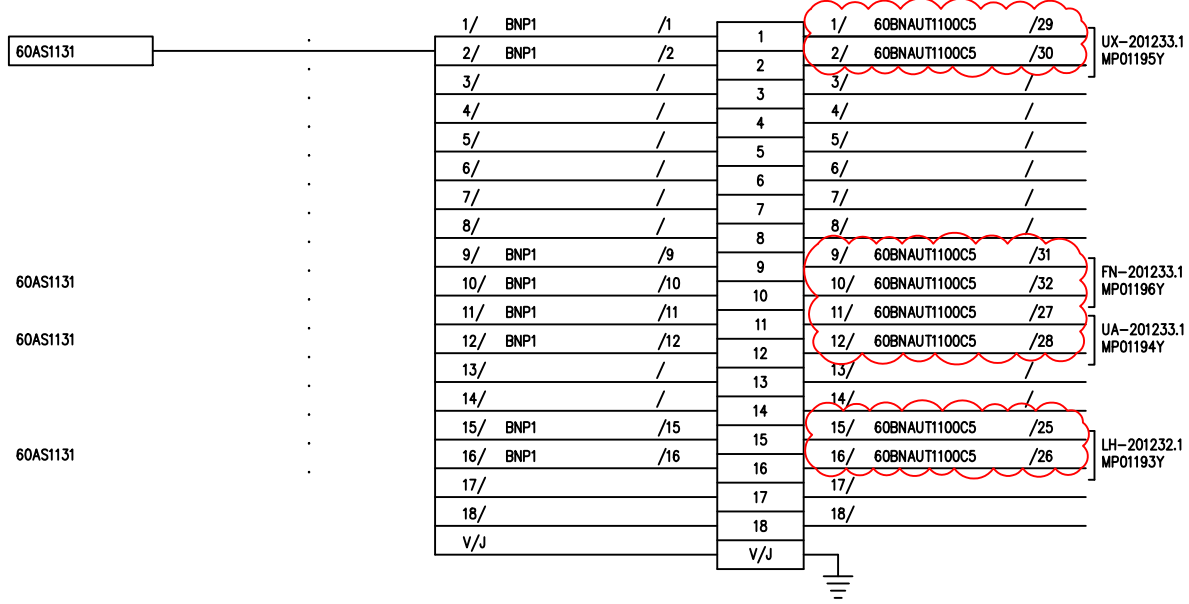 1/ BNP1 /1 1 1/ 60BNAUT1100C5 /29
60AS1131 2/ BNP1 /2 2 2/ 60BNAUT1100C5 /30 UX-201233.1
MP01195Y
3/ / 3 3/ /
4/ / 4 4/ /
5/ / 5 5/ /
6/ / 6 6/ /
7/ / 7 7/ /
8/ / 8 8/ /
9/ BNP1 /9 9 9/ 60BNAUT1100C5 /31 FN-201233.1
60AS1131 10/ BNP1 /10 10 10/ 60BNAUT1100C5 /32 MP01196Y
11/ BNP1 /11 11 11/ 60BNAUT1100C5 /27 UA-201233.1
60AS1131 12/ BNP1 /12 12 12/ 60BNAUT1100C5 /28 MP01194Y
13/ / 13 13/ /
14/ / 14 14/ /
15/ BNP1 /15 15 15/ 60BNAUT1100C5 /25 LH-201232.1
60AS1131 16/ BNP1 /16 16 16/ 60BNAUT1100C5 /26 MP01193Y
17/ 17 17/
18/ 18 18/
V/J V/J